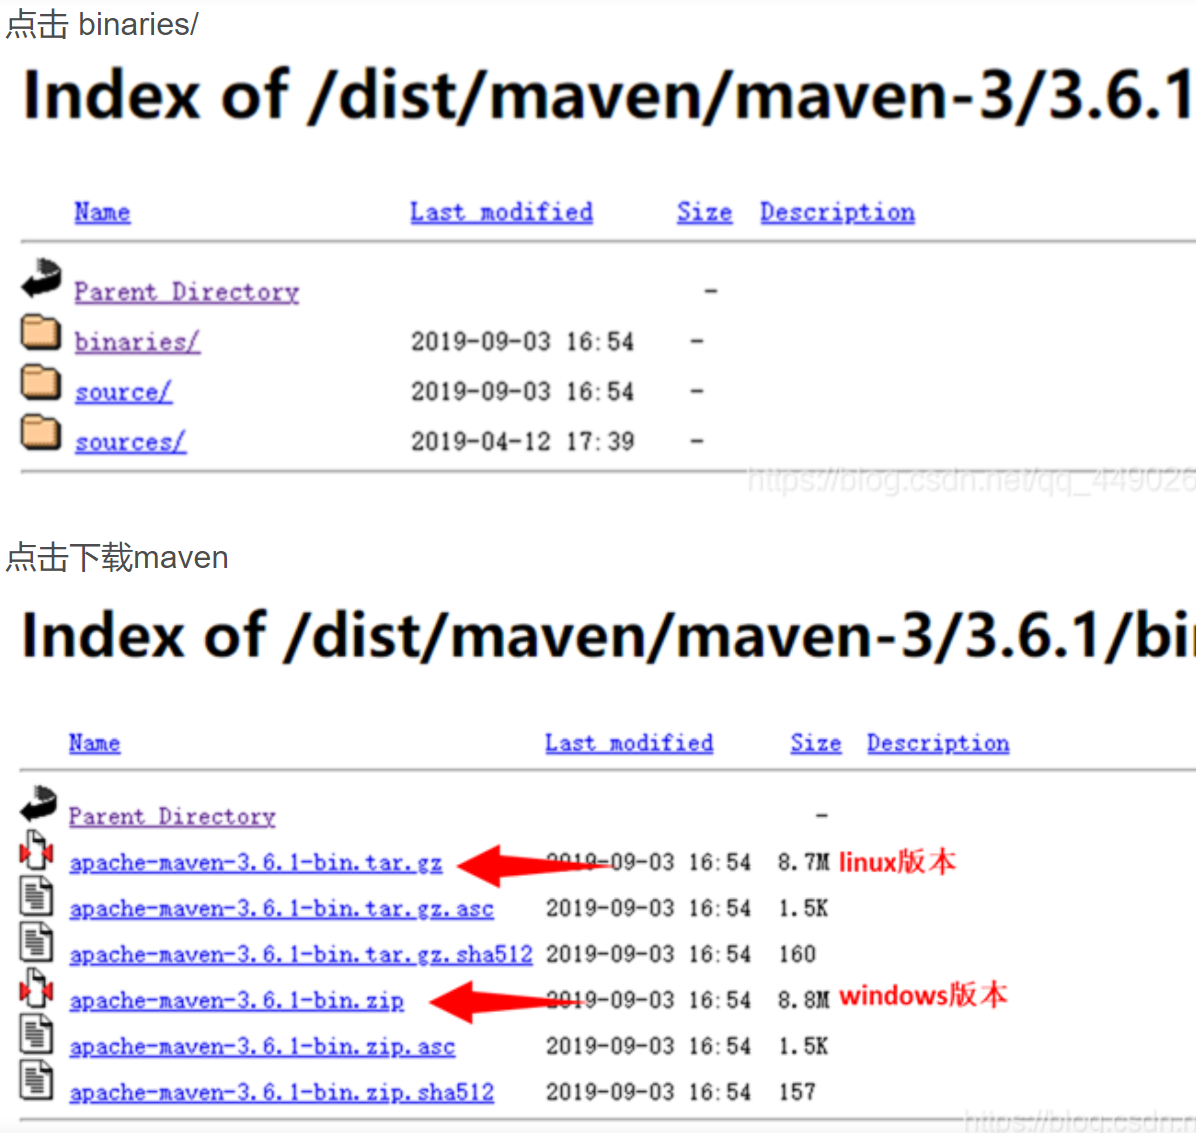 点击 binaries/
Index of /dist/maven/maven-3/3.6.1
Name Last modified Size Description
Parent Directory -
binaries/ 2019-09-03 16:54 -
source/ 2019-09-03 16:54 -
sources/ 2019-04-12 17:39 -
https://blog.csdn.net/qq_449026
点击下载maven
Index of /dist/maven/maven-3/3.6.1/bin
Name Last modified Size Description
Parent Directory -
apache-maven-3.6.1-bin.tar.gz 2019-09-03 16:54 8.7M linux版本
apache-maven-3.6.1-bin.tar.gz.asc 2019-09-03 16:54 1.5K
apache-maven-3.6.1-bin.tar.gz.sha512 2019-09-03 16:54 160
apache-maven-3.6.1-bin.zip 2019-09-03 16:54 8.8M windows版本
apache-maven-3.6.1-bin.zip.asc 2019-09-03 16:54 1.5K
apache-maven-3.6.1-bin.zip.sha512 2019-09-03 16:54 157
https://blog.csdn.n